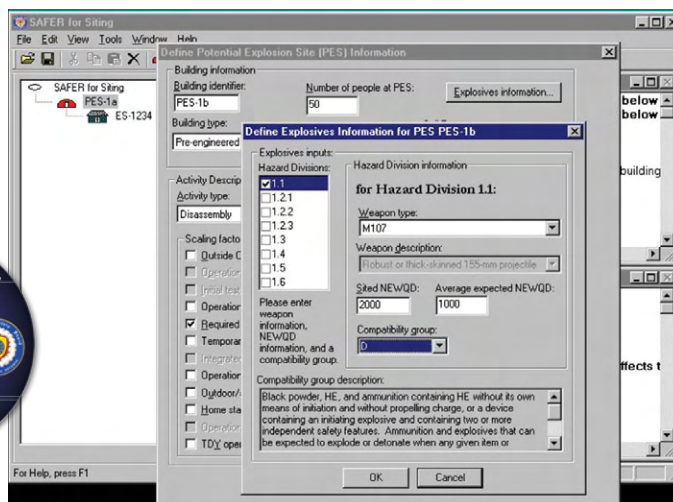 SAFER for Siting
File Edit View Tools Window Help
SAFER for Siting
PES-1a
ES-1234
Define Potential Explosion Site (PES) Information
Building information
Building identifier:
PES-1b
Number of people at PES:
50
Explosives information...
Building type:
Pre-engineered
Activity Descrip
Activity type:
Disassembly
Scaling facto
Outside C
Operation
Initial test
Operation
Required
Temporar
Integrate
Operation
Outdoor/
Home sta
Operation
TDY oper
Define Explosives Information for PES PES-1b
Explosives inputs:
Hazard Divisions:
1.1
1.2.1
1.2.2
1.2.3
1.3
1.4
1.5
1.6
Please enter
weapon
information,
NEWQD
information, and a
compatibility group.
Hazard Division information
for Hazard Division 1.1:
Weapon type:
M107
Weapon description:
Robust or thick-skinned 155-mm projectile
Sited NEWQD:
2000
Average expected NEWQD:
1000
Compatibility group:
D
Compatibility group description:
Black powder, HE, and ammunition containing HE without its own
means of initiation and without propelling charge, or a device
containing an initiating explosive and containing two or more
independent safety features. Ammunition and explosives that can
be expected to explode or detonate when any given item or
OK
Cancel
below
below
building
ffects t
For Help, press F1